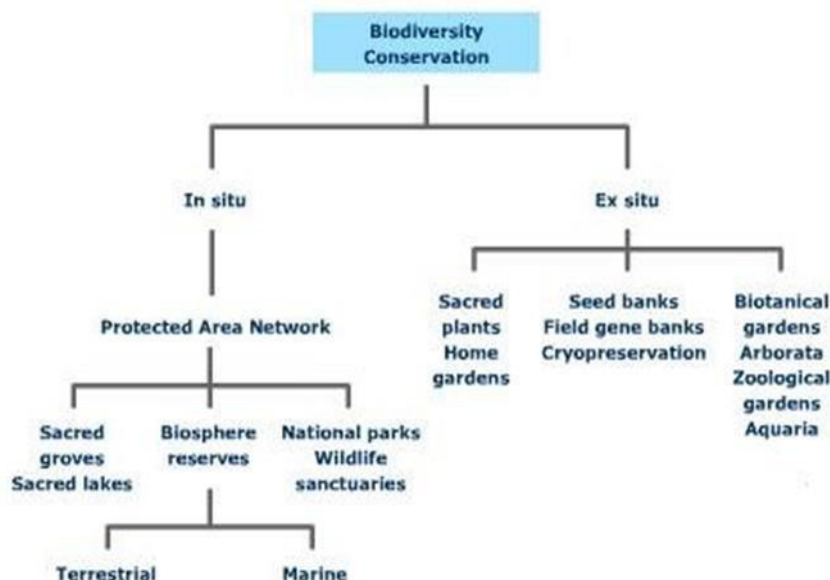 Biodiversity
Conservation
In situ
Ex situ
Protected Area Network
Sacred
plants
Home
gardens
Seed banks
Field gene banks
Cryopreservation
Biotanical
gardens
Arborata
Zoological
gardens
Aquaria
Sacred
groves
Sacred lakes
Biosphere
reserves
National parks
Wildlife
sanctuaries
Terrestrial
Marine